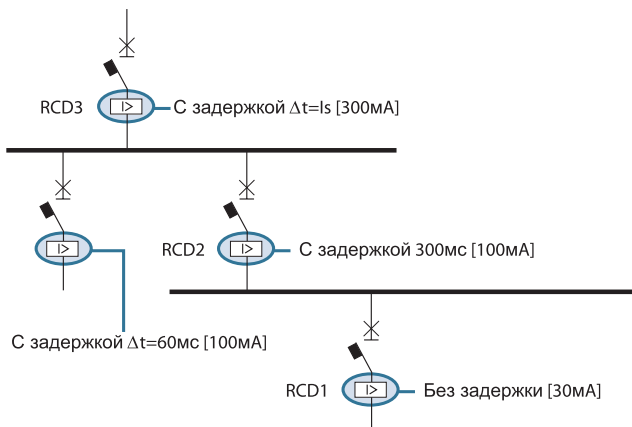 RCD3
I>
С задержкой Δt=Is [300мА]
I>
RCD2
I>
С задержкой 300мс [100мА]
С задержкой Δt=60мс [100мА]
RCD1
I>
Без задержки [30мА]